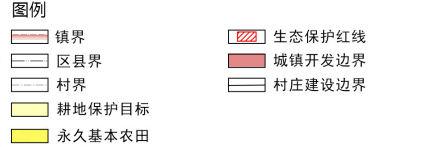 图例
镇界
区县界
村界
耕地保护目标
永久基本农田
生态保护红线
城镇开发边界
村庄建设边界